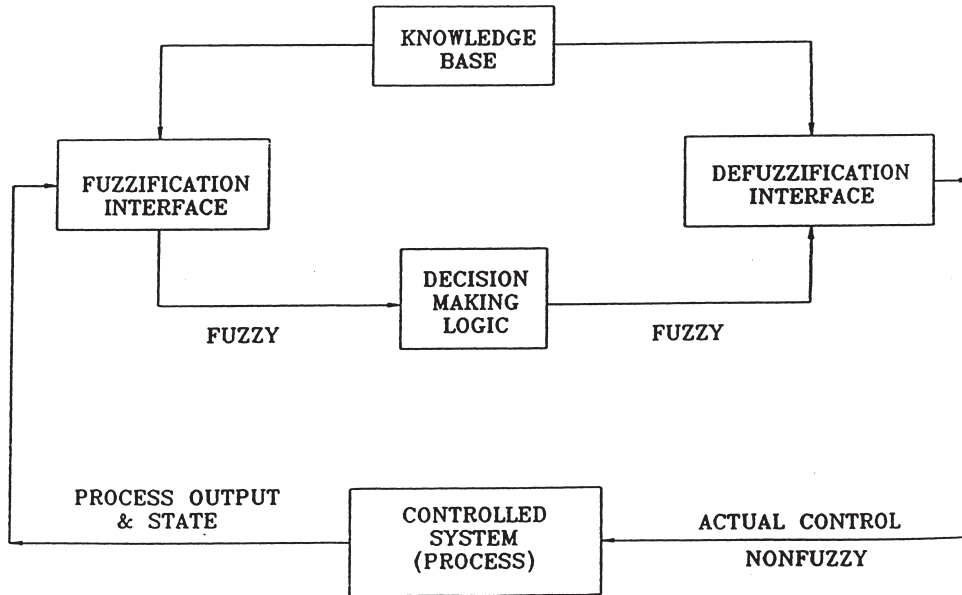 KNOWLEDGE
BASE
FUZZIFICATION
INTERFACE
DEFUZZIFICATION
INTERFACE
DECISION
MAKING
LOGIC
FUZZY
FUZZY
PROCESS OUTPUT
& STATE
CONTROLLED
SYSTEM
(PROCESS)
ACTUAL CONTROL
NONFUZZY